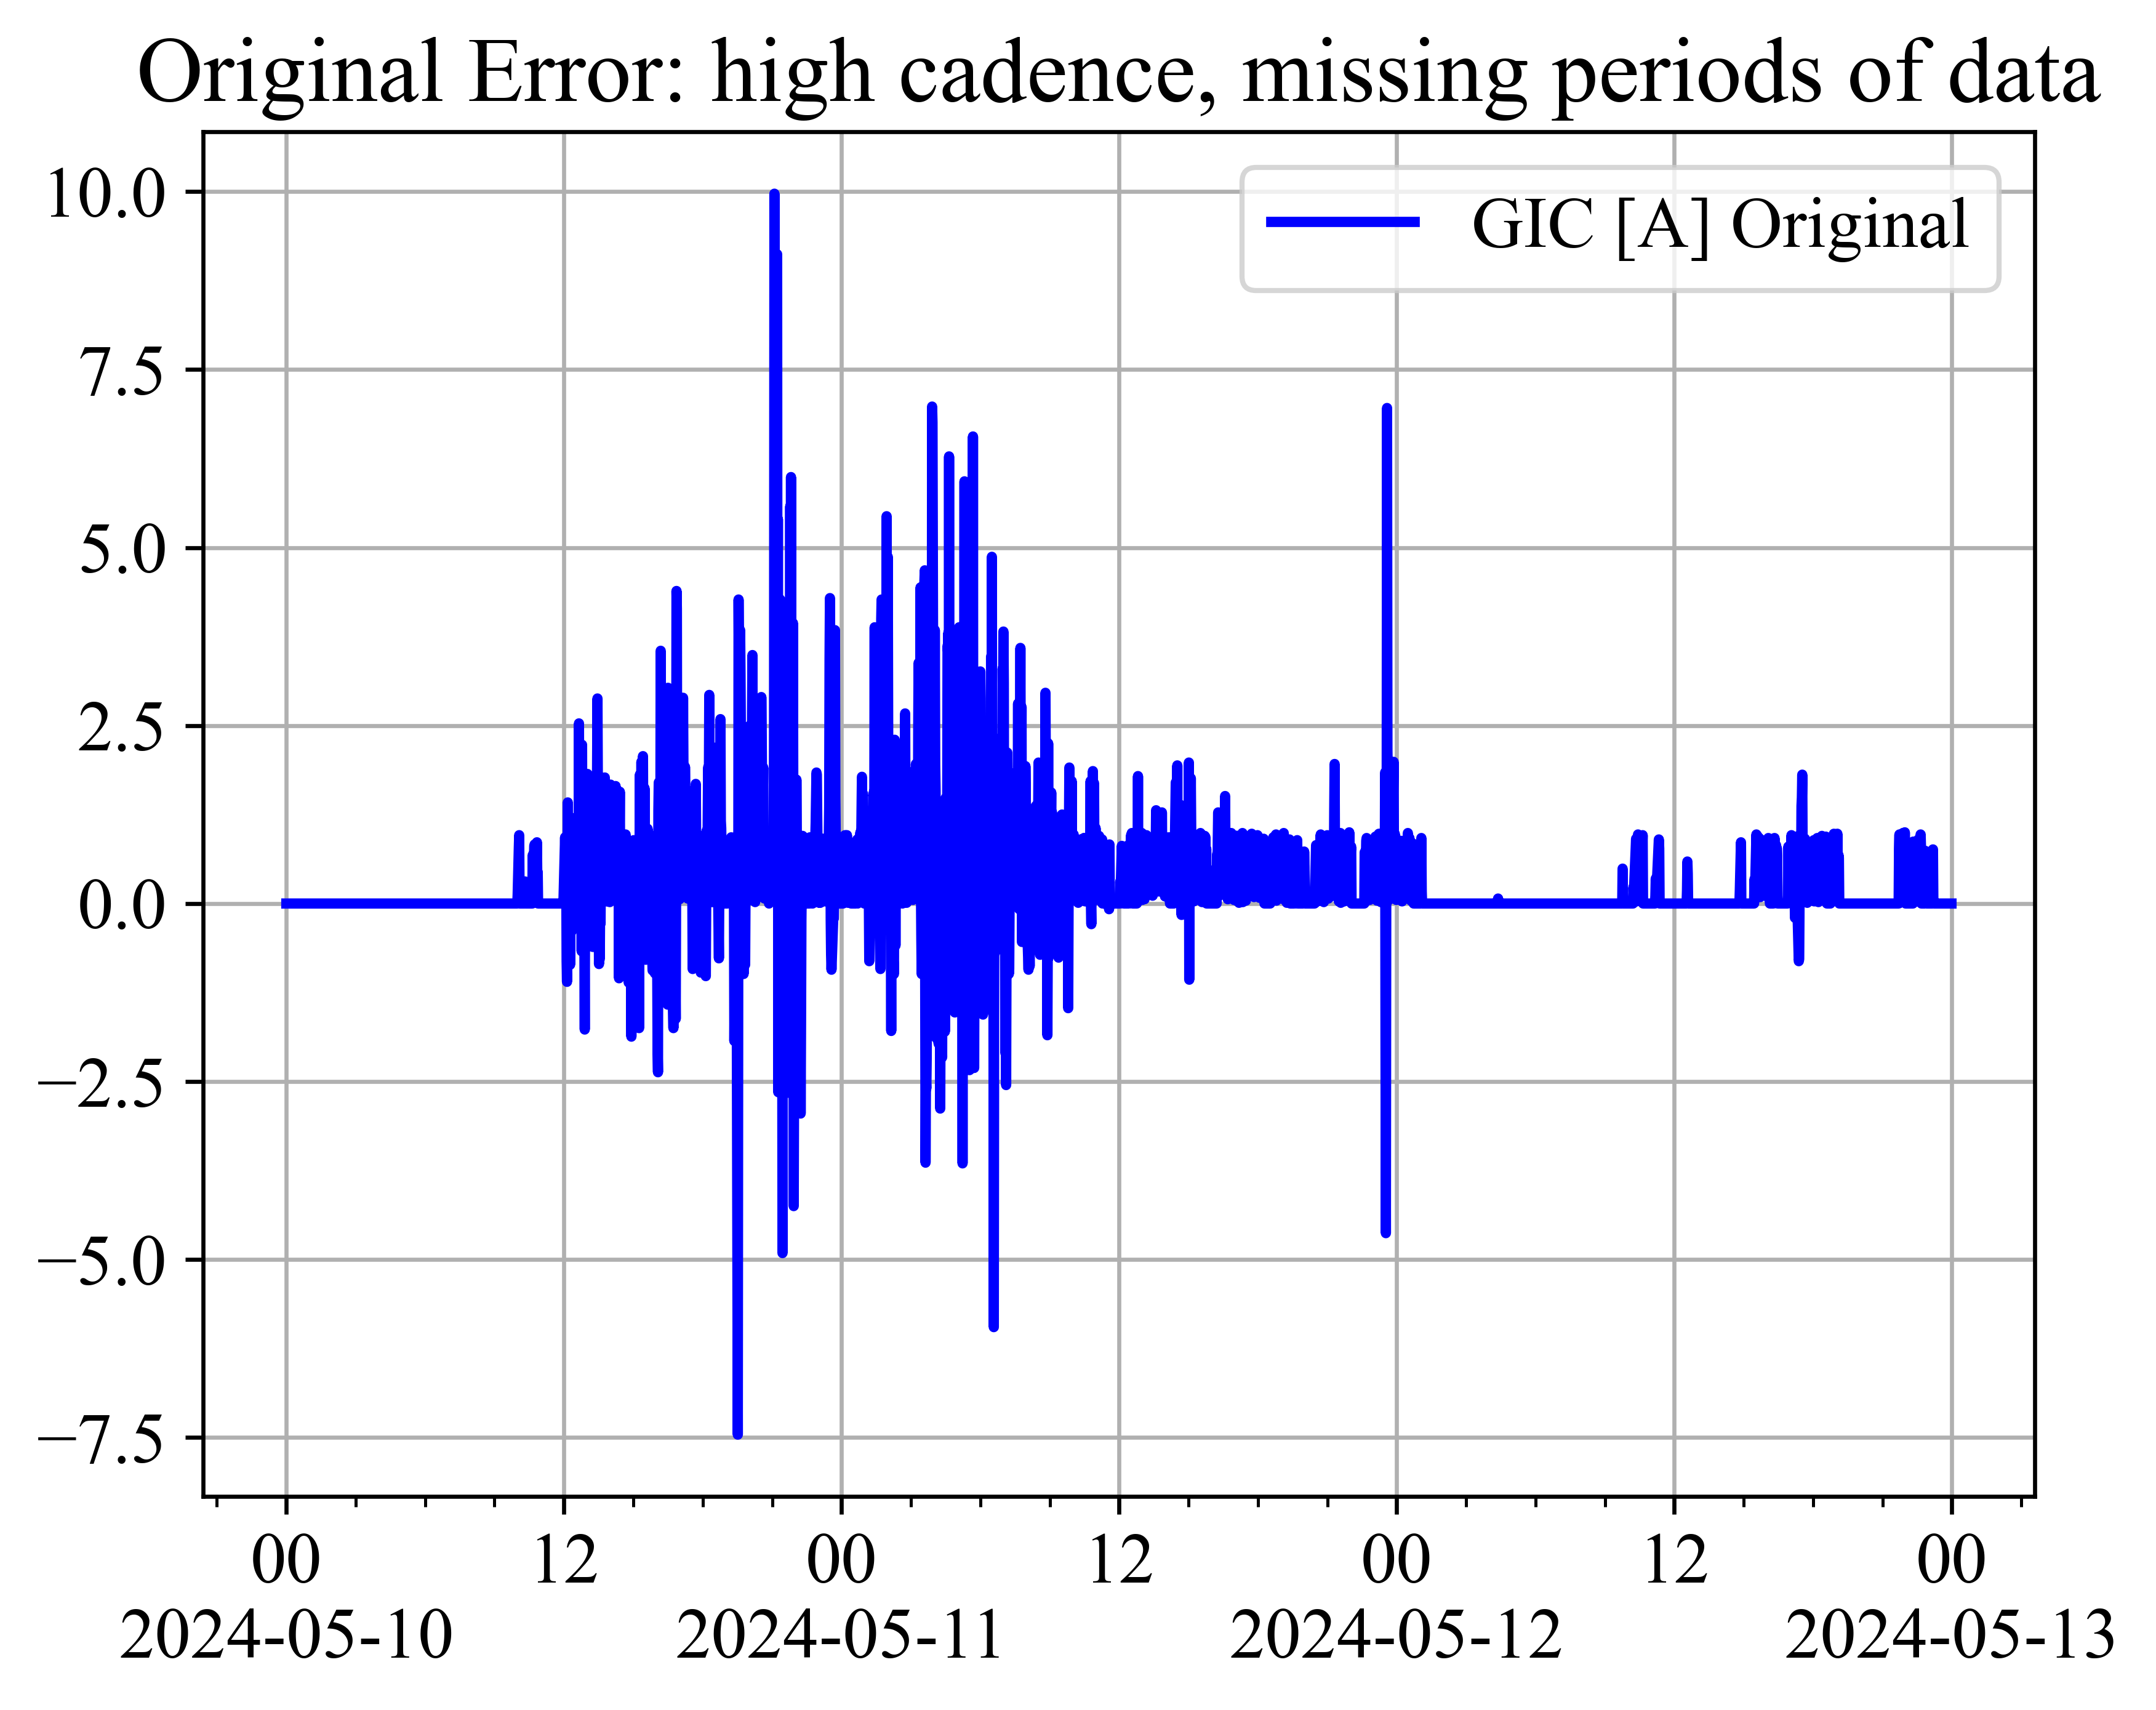 Original Error: high cadence, missing periods of data
GIC [A] Original
10.0
7.5
5.0
2.5
0.0
−2.5
−5.0
−7.5
00 12 00 12 00 12 00
2024-05-10 2024-05-11 2024-05-12 2024-05-13